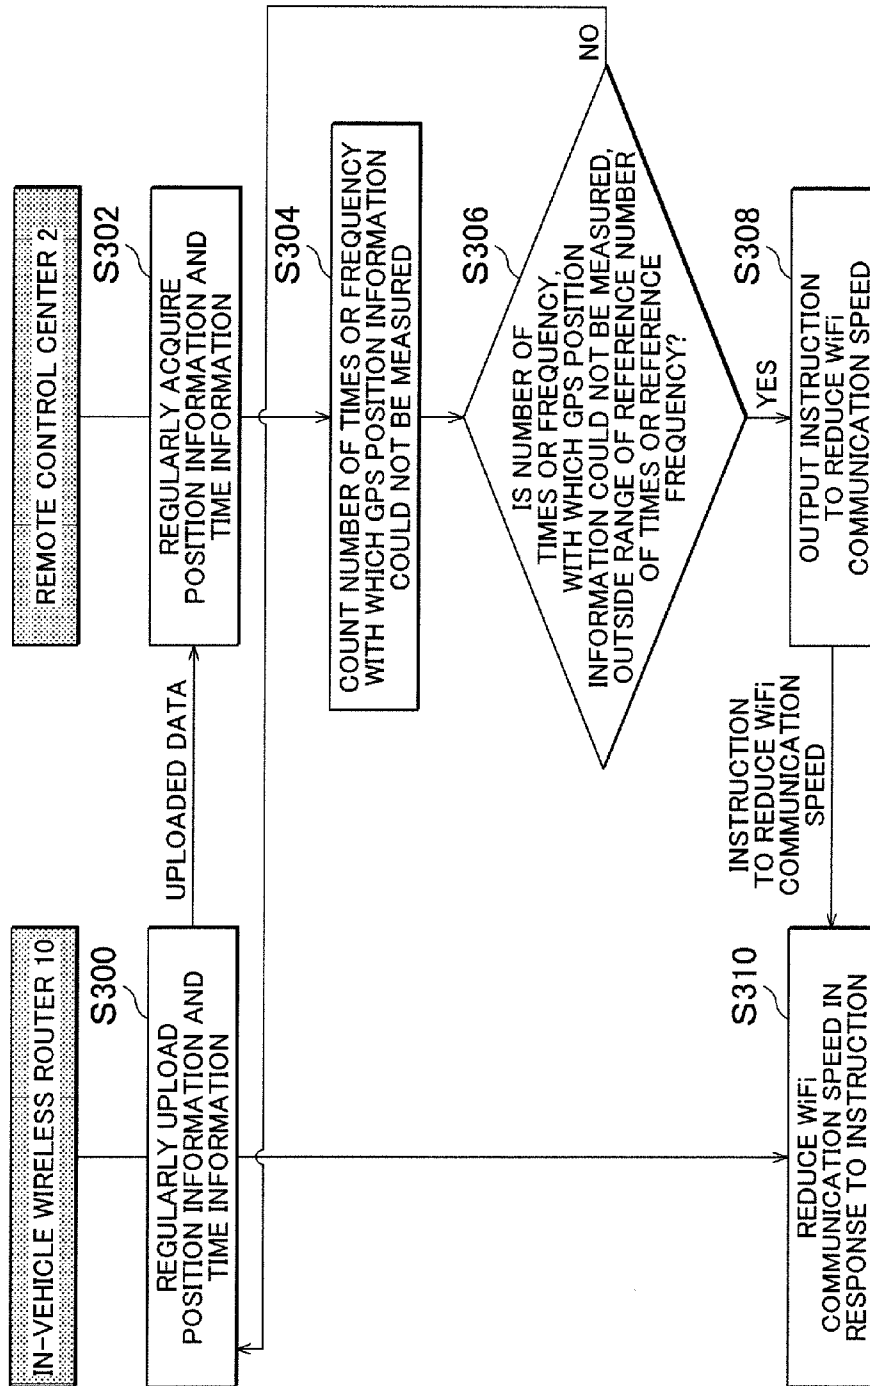 IN-VEHICLE WIRELESS ROUTER 10
REMOTE CONTROL CENTER 2
S300
REGULARLY UPLOAD
POSITION INFORMATION AND
TIME INFORMATION
UPLOADED DATA
S302
REGULARLY ACQUIRE
POSITION INFORMATION AND
TIME INFORMATION
S304
COUNT NUMBER OF TIMES OR FREQUENCY
WITH WHICH GPS POSITION INFORMATION
COULD NOT BE MEASURED
S306
IS NUMBER OF
TIMES OR FREQUENCY,
WITH WHICH GPS POSITION
INFORMATION COULD NOT BE MEASURED,
OUTSIDE RANGE OF REFERENCE NUMBER
OF TIMES OR REFERENCE
FREQUENCY?
NO
YES
S308
OUTPUT INSTRUCTION
TO REDUCE WiFi
COMMUNICATION SPEED
INSTRUCTION
TO REDUCE WiFi
COMMUNICATION
SPEED
S310
REDUCE WiFi
COMMUNICATION SPEED IN
RESPONSE TO INSTRUCTION